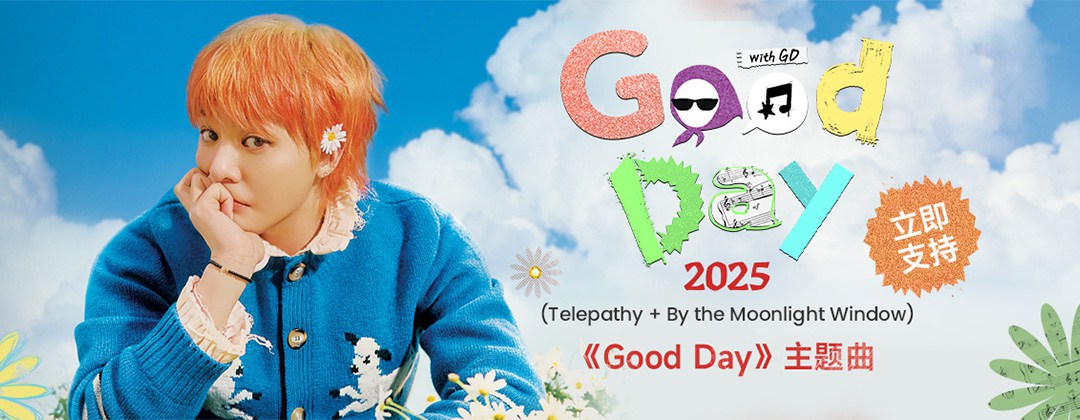 with GD
Good
Day
2025
(Telepathy + By the Moonlight Window)
《Good Day》主题曲
立即
支持